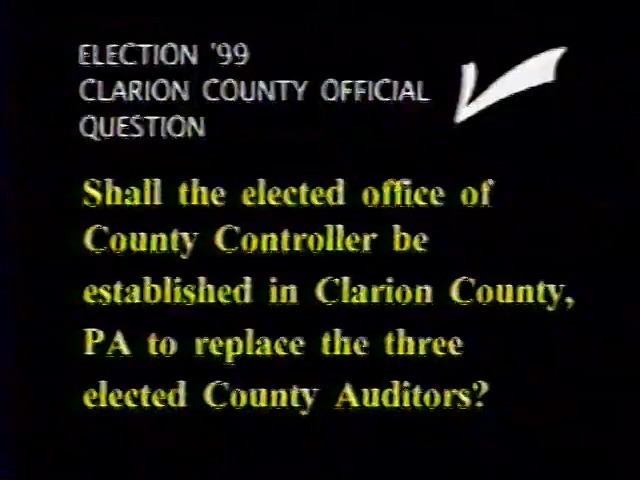 ELECTION '99
CLARION COUNTY OFFICIAL
QUESTION
Shall the elected office of
County Controller be
established in Clarion County,
PA to replace the three
elected County Auditors?